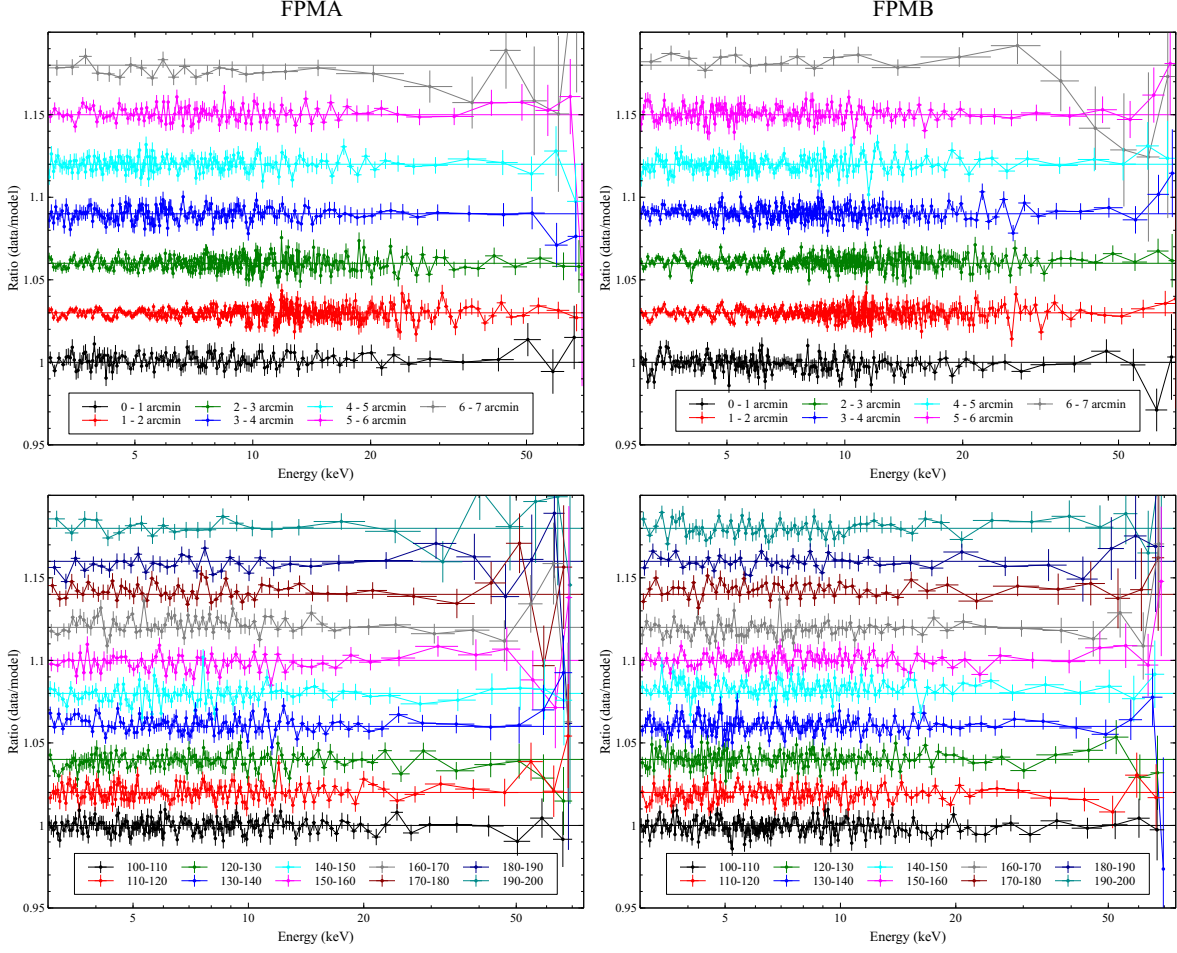 FPMA
FPMB
Ratio (data/model)
1.15
1.1
1.05
1
0.95
0 - 1 arcmin
2 - 3 arcmin
4 - 5 arcmin
6 - 7 arcmin
1 - 2 arcmin
3 - 4 arcmin
5 - 6 arcmin
5
10
20
50
Energy (keV)
Ratio (data/model)
1.15
1.1
1.05
1
0.95
0 - 1 arcmin
2 - 3 arcmin
4 - 5 arcmin
6 - 7 arcmin
1 - 2 arcmin
3 - 4 arcmin
5 - 6 arcmin
5
10
20
50
Energy (keV)
Ratio (data/model)
1.15
1.1
1.05
1
0.95
100-110
120-130
140-150
160-170
180-190
110-120
130-140
150-160
170-180
190-200
5
10
20
50
Energy (keV)
Ratio (data/model)
1.15
1.1
1.05
1
0.95
100-110
120-130
140-150
160-170
180-190
110-120
130-140
150-160
170-180
190-200
5
10
20
50
Energy (keV)